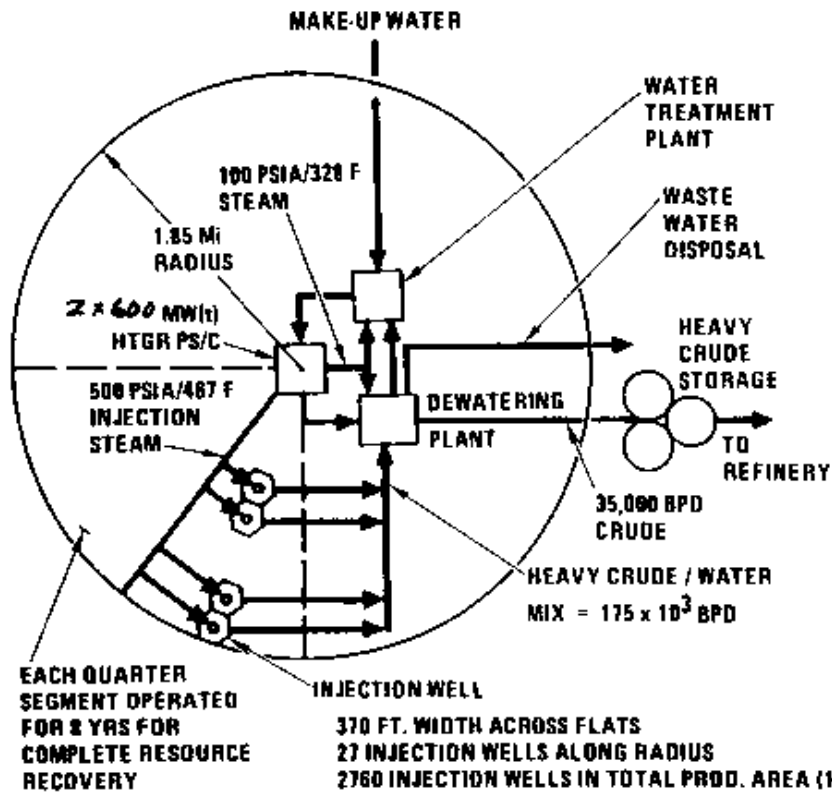 MAKE-UP WATER
WATER
TREATMENT
PLANT
100 PSIA/328 F
STEAM
WASTE
WATER
DISPOSAL
1.85 Mi
RADIUS
2 x 600 MW(t)
HTGR PS/C
HEAVY
CRUDE
STORAGE
500 PSIA/467 F
INJECTION
STEAM
DEWATERING
PLANT
TO
REFINERY
35,000 BPD
CRUDE
HEAVY CRUDE / WATER
MIX = 175 x 10³ BPD
EACH QUARTER
SEGMENT OPERATED
FOR 8 YRS FOR
COMPLETE RESOURCE
RECOVERY
INJECTION WELL
370 FT. WIDTH ACROSS FLATS
27 INJECTION WELLS ALONG RADIUS
2760 INJECTION WELLS IN TOTAL PROD. AREA